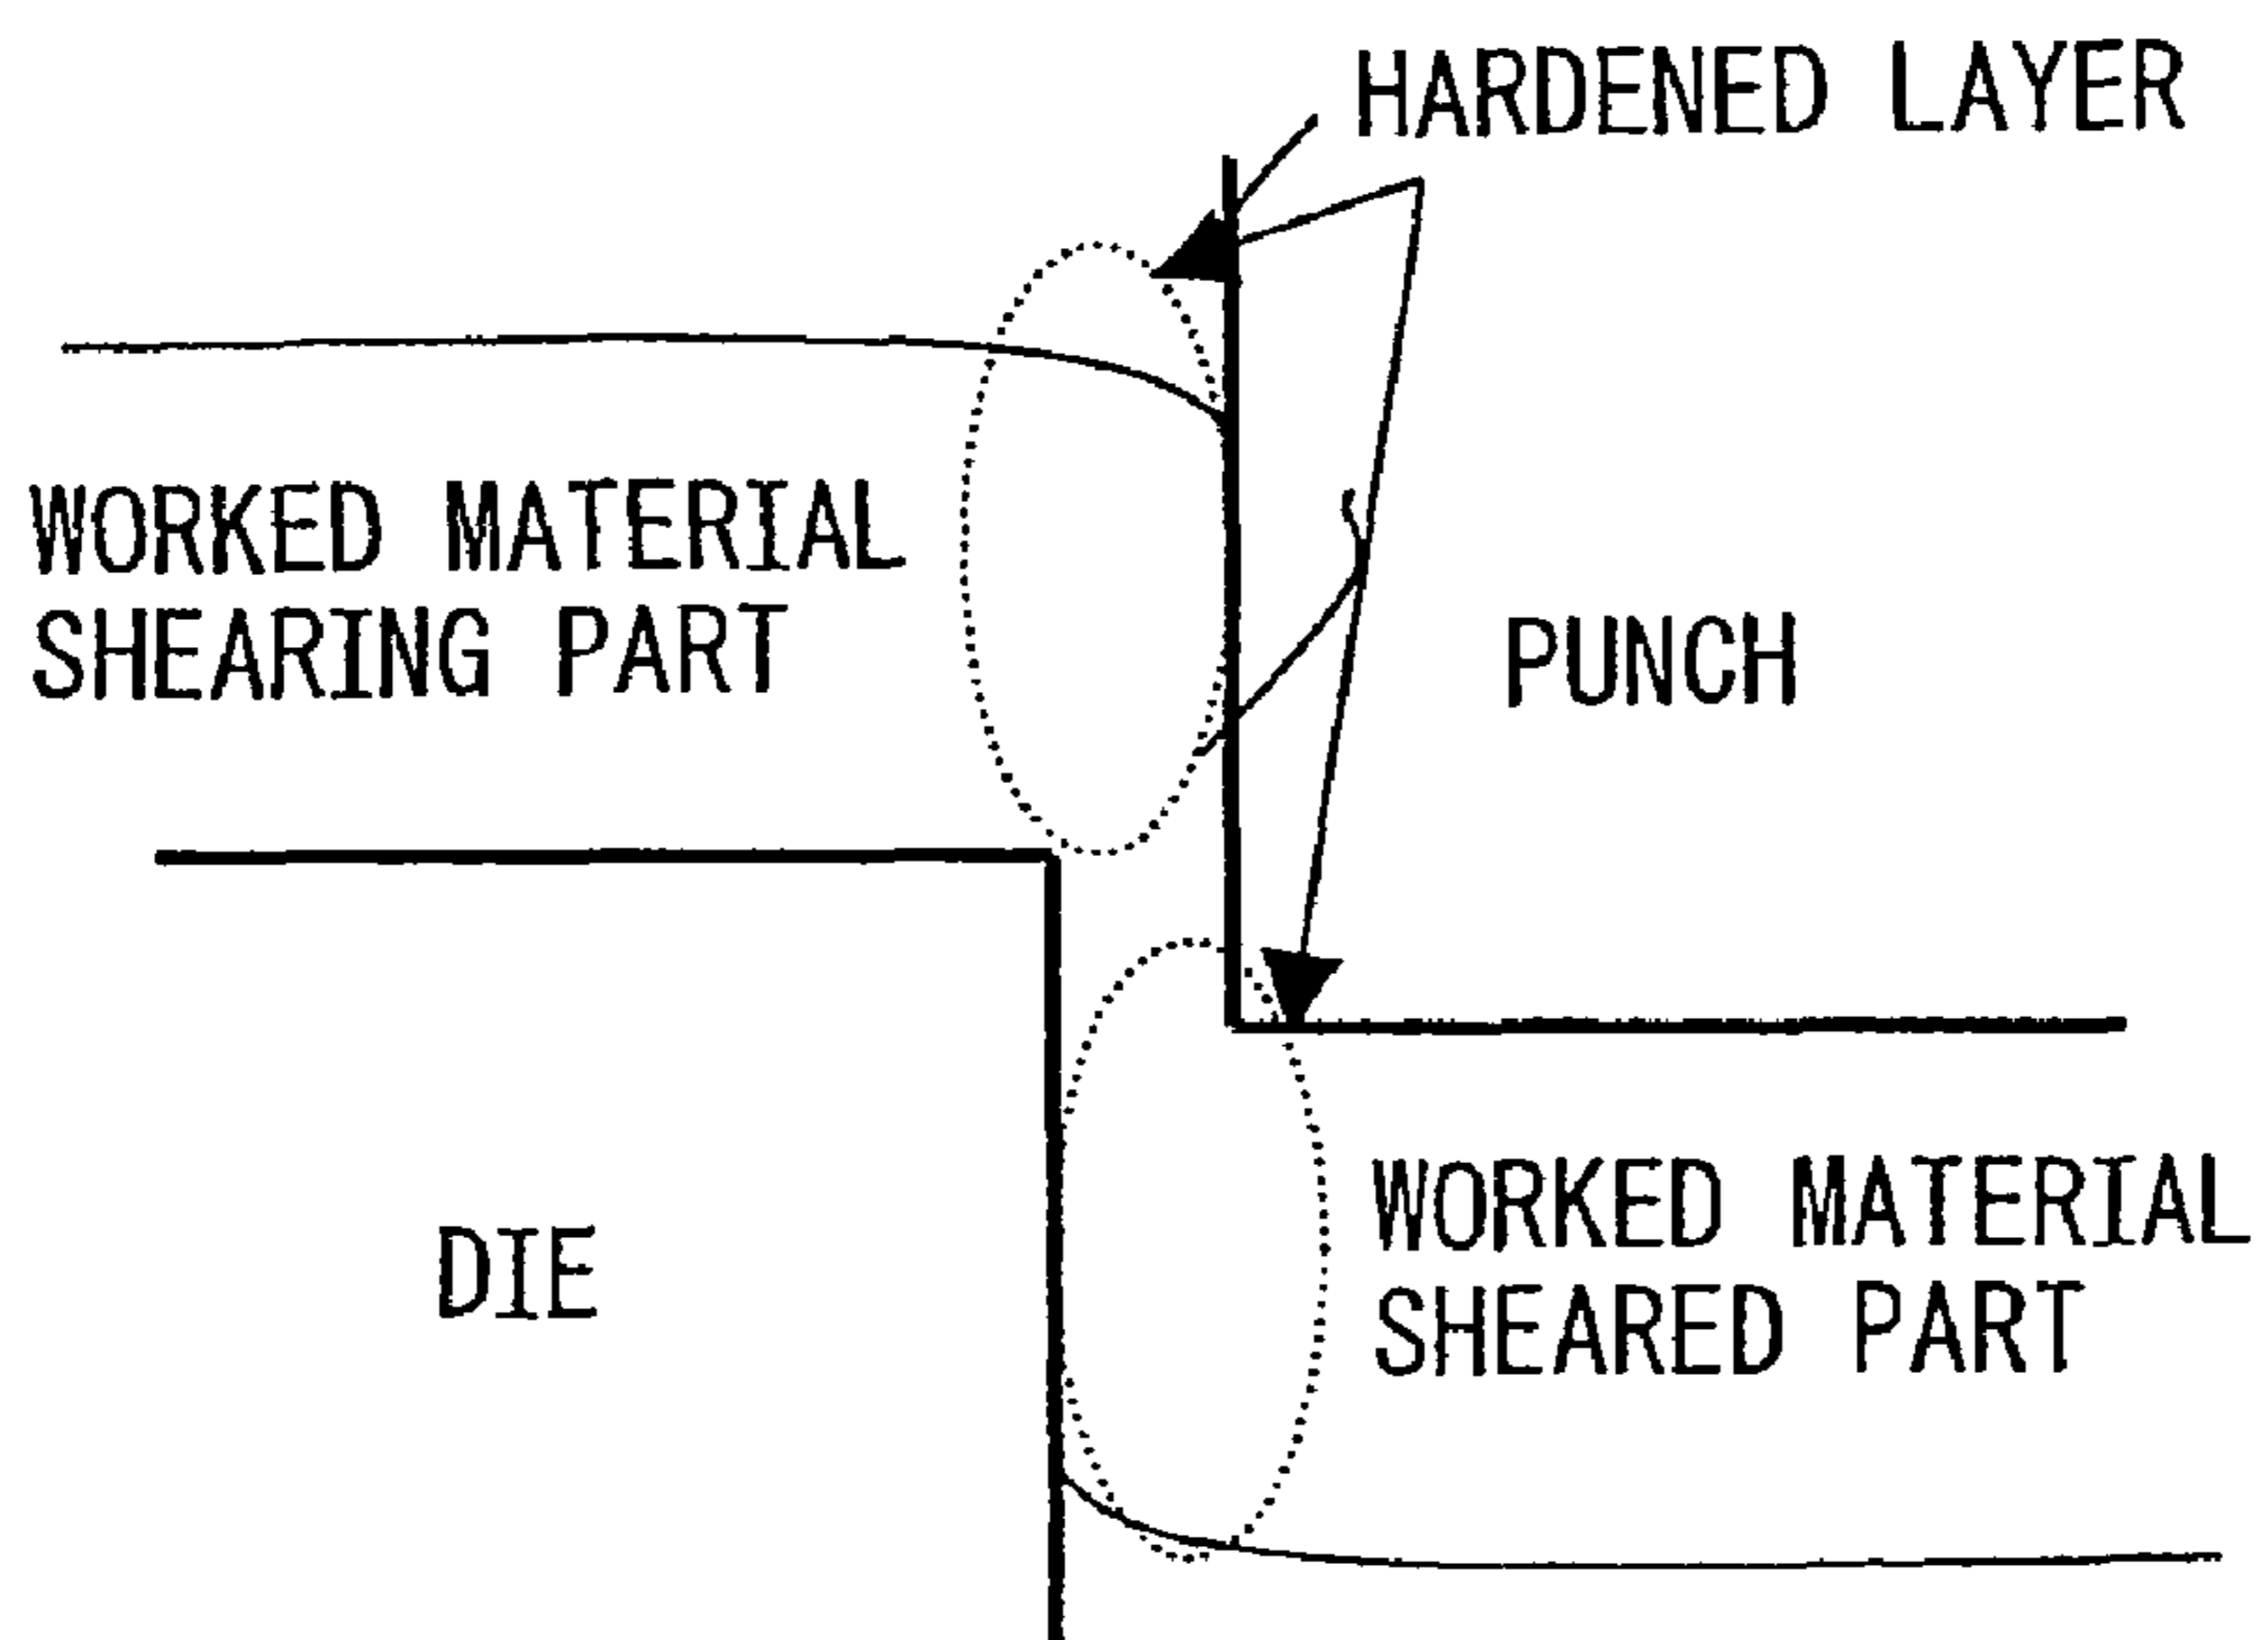 HARDENED LAYER
WORKED MATERIAL
SHEARING PART
PUNCH
WORKED MATERIAL
SHEARED PART
DIE